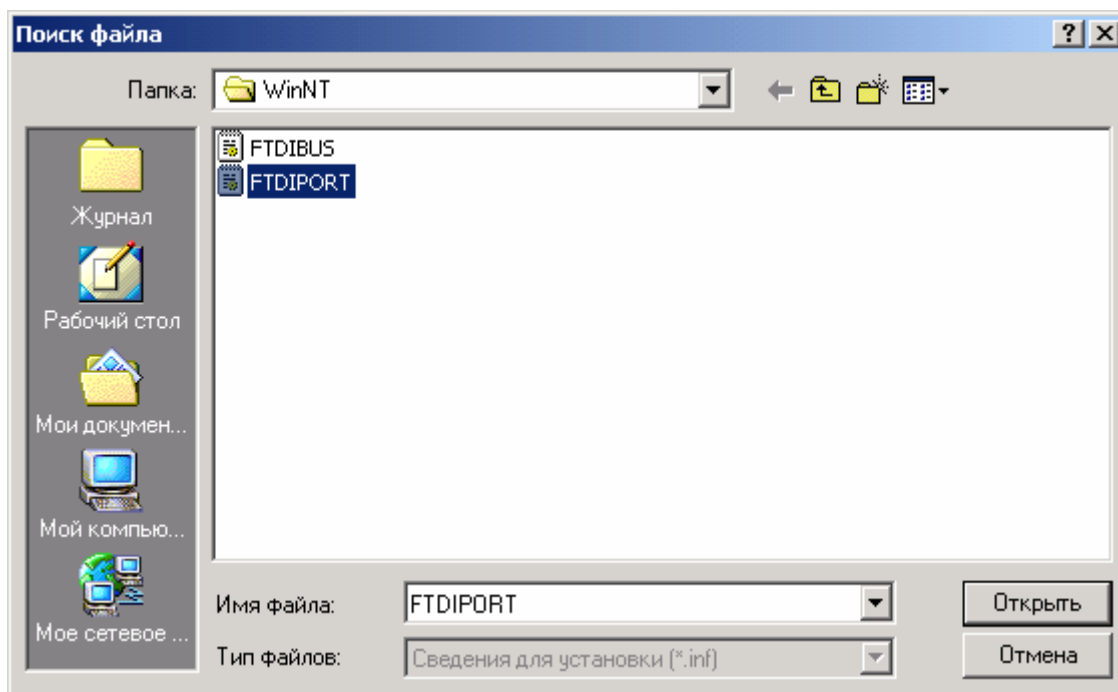 Поиск файла
Папка: WinNT
FTDIBUS
FTDIPORT
Журнал
Рабочий стол
Мои докумен...
Мой компью...
Мое сетевое ...
Имя файла: FTDIPORT Открыть
Тип файлов: Сведения для установки (*.inf) Отмена